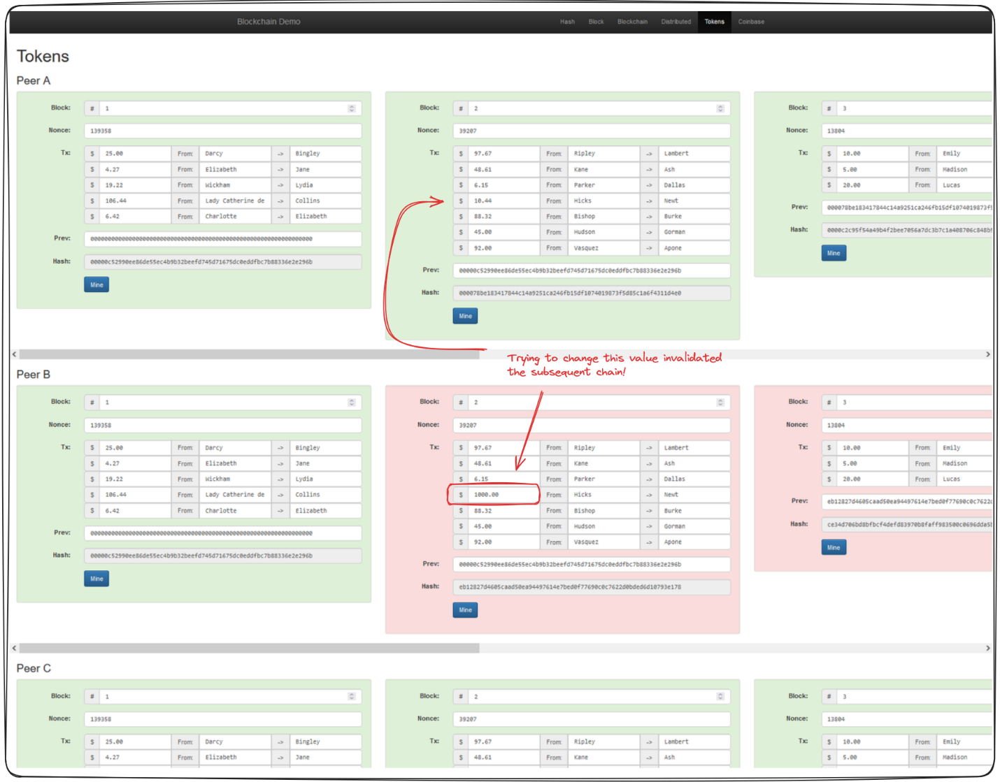 Blockchain Demo Hash Block Blockchain Distributed Tokens Coinbase
Tokens
Peer A
Block: # 1
Nonce: 139358
Tx: $ 25.00 From: Darcy -> Bingley
$ 4.27 From: Elizabeth -> Jane
$ 19.22 From: Wickham -> Lydia
$ 106.44 From: Lady Catherine de -> Collins
$ 6.42 From: Charlotte -> Elizabeth
Prev: 0000000000000000000000000000000000000000000000000000000000000000
Hash: 00000c52990ee86de55ec4b9b32beefd745d71675dc0eddfbc7b88336e2e296b
Mine
Block: # 2
Nonce: 39207
Tx: $ 97.67 From: Ripley -> Lambert
$ 48.61 From: Kane -> Ash
$ 6.15 From: Parker -> Dallas
$ 10.44 From: Hicks -> Newt
$ 88.32 From: Bishop -> Burke
$ 45.00 From: Hudson -> Gorman
$ 92.00 From: Vasquez -> Apone
Prev: 00000c52990ee86de55ec4b9b32beefd745d71675dc0eddfbc7b88336e2e296b
Hash: 000078be183417844c14a9251ca246fb15df1074019873f5d85c1a6f4311d4e0
Mine
Block: # 3
Nonce: 13804
Tx: $ 10.00 From: Emily
$ 5.00 From: Madison
$ 20.00 From: Lucas
Prev: 000078be183417844c14a9251ca246fb15df1074019873f
Hash: 0000c2c95f54a49b4f2bee7056a7dc3b7c1a408706c848b
Mine
Trying to change this value invalidated
the subsequent chain!
Peer B
Block: # 1
Nonce: 139358
Tx: $ 25.00 From: Darcy -> Bingley
$ 4.27 From: Elizabeth -> Jane
$ 19.22 From: Wickham -> Lydia
$ 106.44 From: Lady Catherine de -> Collins
$ 6.42 From: Charlotte -> Elizabeth
Prev: 0000000000000000000000000000000000000000000000000000000000000000
Hash: 00000c52990ee86de55ec4b9b32beefd745d71675dc0eddfbc7b88336e2e296b
Mine
Block: # 2
Nonce: 39207
Tx: $ 97.67 From: Ripley -> Lambert
$ 48.61 From: Kane -> Ash
$ 6.15 From: Parker -> Dallas
$ 1000.00 From: Hicks -> Newt
$ 88.32 From: Bishop -> Burke
$ 45.00 From: Hudson -> Gorman
$ 92.00 From: Vasquez -> Apone
Prev: 00000c52990ee86de55ec4b9b32beefd745d71675dc0eddfbc7b88336e2e296b
Hash: eb12827d4605caad50ea94497614e7bed0f77690c0c7622d0bded6d10793e178
Mine
Block: # 3
Nonce: 13804
Tx: $ 10.00 From: Emily
$ 5.00 From: Madison
$ 20.00 From: Lucas
Prev: eb12827d4605caad50ea94497614e7bed0f77690c0c7622
Hash: ce34d706bd8bfbcf4defd83970b8faff983500c0696dda5
Mine
Peer C
Block: # 1
Nonce: 139358
Tx: $ 25.00 From: Darcy -> Bingley
$ 4.27 From: Elizabeth -> Jane
Block: # 2
Nonce: 39207
Tx: $ 97.67 From: Ripley -> Lambert
$ 48.61 From: Kane -> Ash
Block: # 3
Nonce: 13804
Tx: $ 10.00 From: Emily
$ 5.00 From: Madison